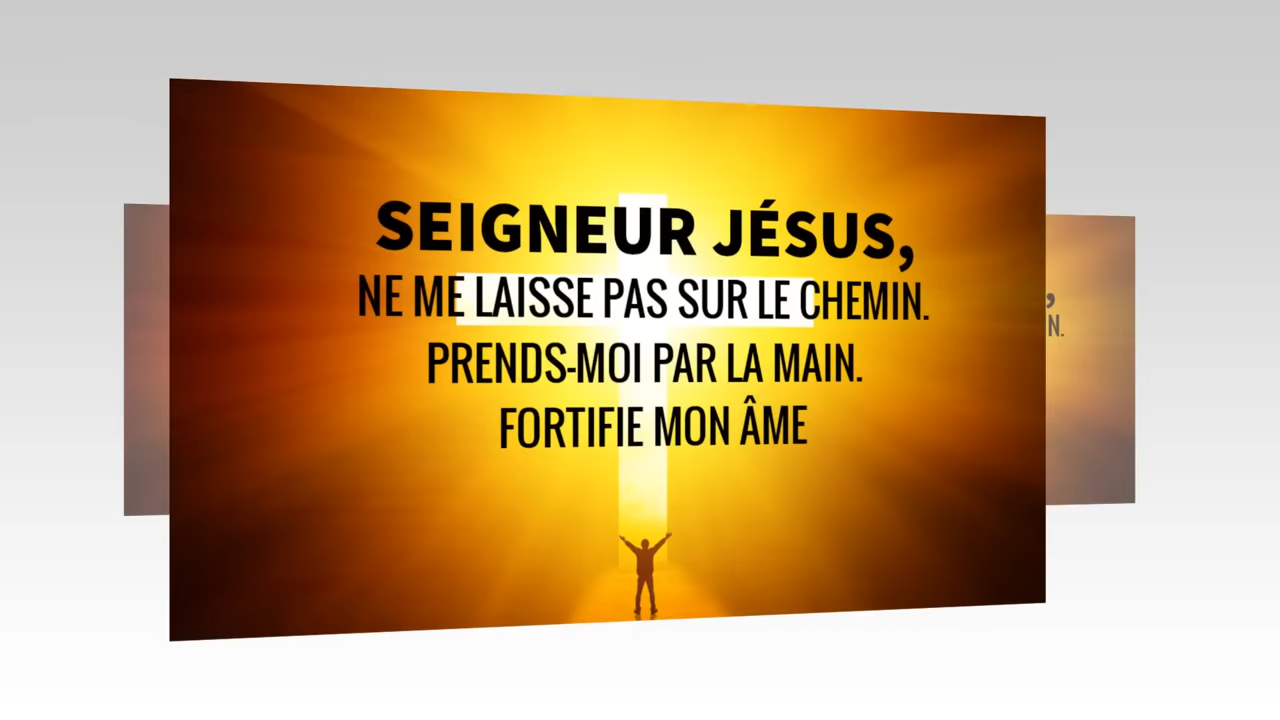 SEIGNEUR JÉSUS,
NE ME LAISSE PAS SUR LE CHEMIN.
PRENDS-MOI PAR LA MAIN.
FORTIFIE MON ÂME